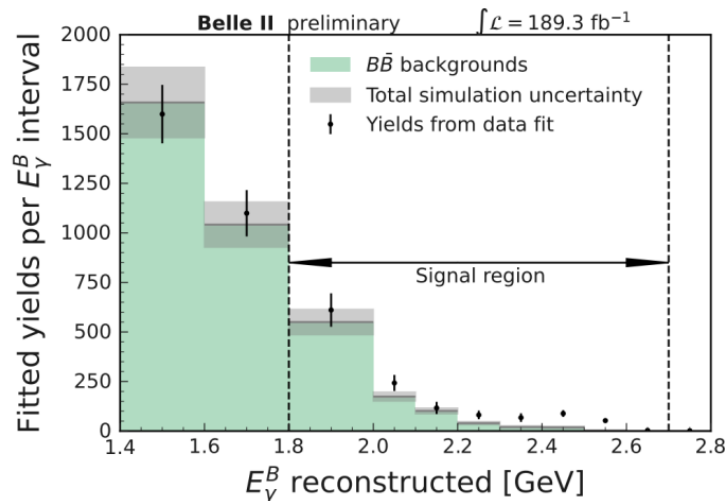 Belle II preliminary ∫ℒ = 189.3 fb⁻¹
2000
1750
1500
1250
1000
750
500
250
0
Fitted yields per E_γ^B interval
BB̄ backgrounds
Total simulation uncertainty
Yields from data fit
Signal region
1.4 1.6 1.8 2.0 2.2 2.4 2.6 2.8
E_γ^B reconstructed [GeV]